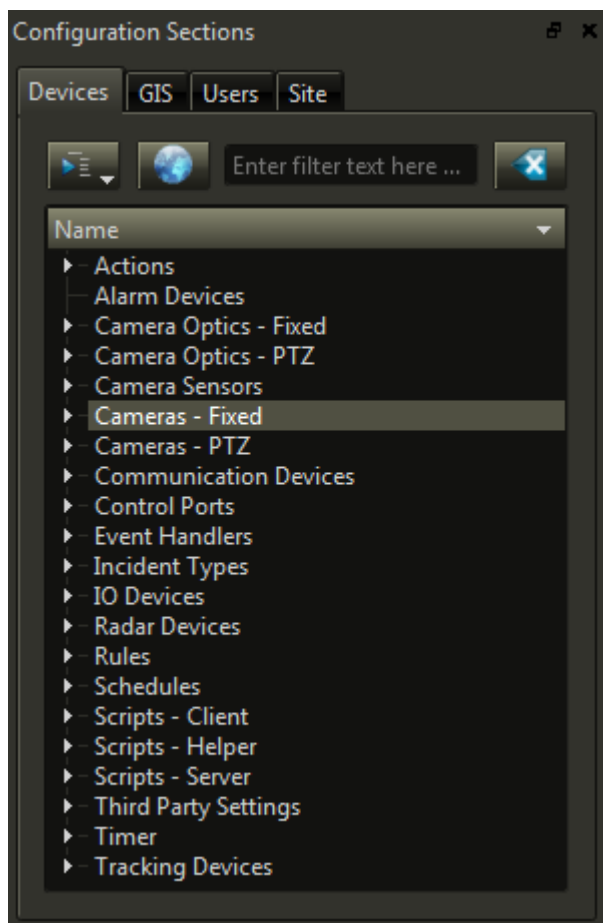 Configuration Sections
Devices GIS Users Site
Enter filter text here ...
Name
Actions
Alarm Devices
Camera Optics - Fixed
Camera Optics - PTZ
Camera Sensors
Cameras - Fixed
Cameras - PTZ
Communication Devices
Control Ports
Event Handlers
Incident Types
IO Devices
Radar Devices
Rules
Schedules
Scripts - Client
Scripts - Helper
Scripts - Server
Third Party Settings
Timer
Tracking Devices